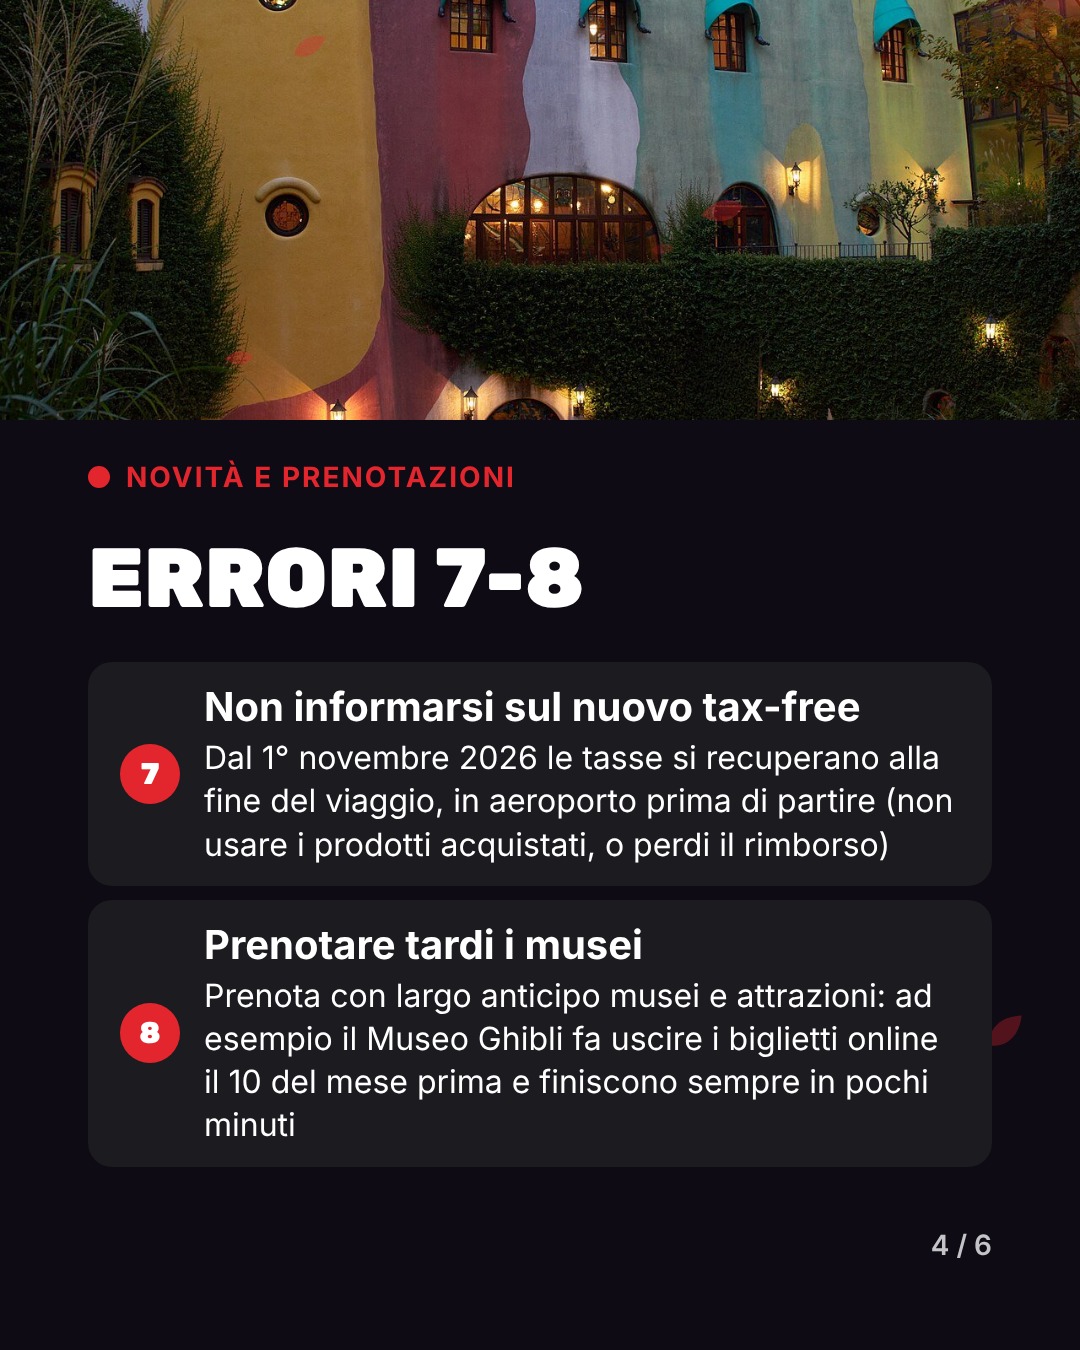 NOVITÀ E PRENOTAZIONI
ERRORI 7-8
Non informarsi sul nuovo tax-free
7
Dal 1° novembre 2026 le tasse si recuperano alla
fine del viaggio, in aeroporto prima di partire (non
usare i prodotti acquistati, o perdi il rimborso)
Prenotare tardi i musei
8
Prenota con largo anticipo musei e attrazioni: ad
esempio il Museo Ghibli fa uscire i biglietti online
il 10 del mese prima e finiscono sempre in pochi
minuti
4 / 6